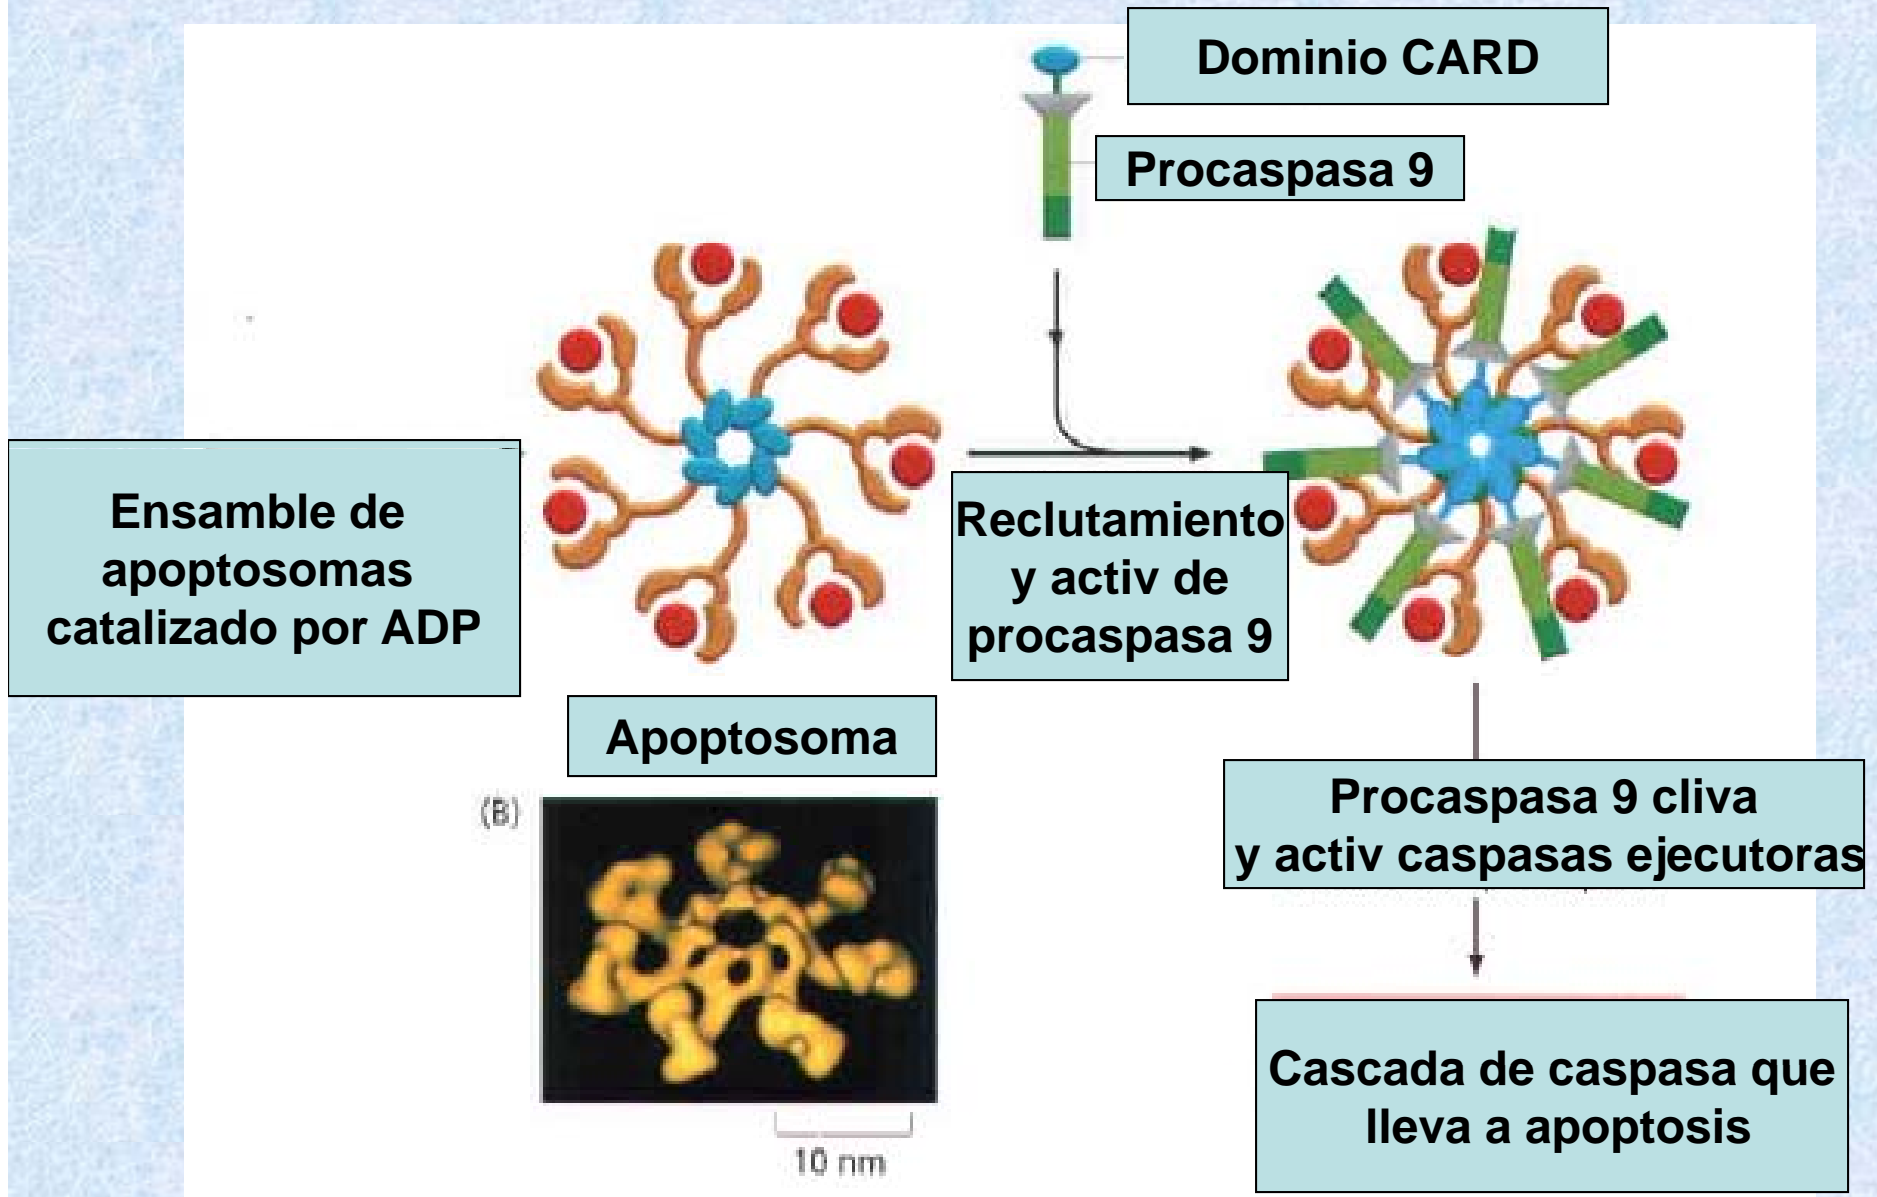 Dominio CARD
Procaspasa 9
Ensamble de
apoptosomas
catalizado por ADP
Reclutamiento
y activ de
procaspasa 9
Apoptosoma
(B)
10 nm
Procaspasa 9 cliva
y activ caspasas ejecutoras
Cascada de caspasa que
lleva a apoptosis